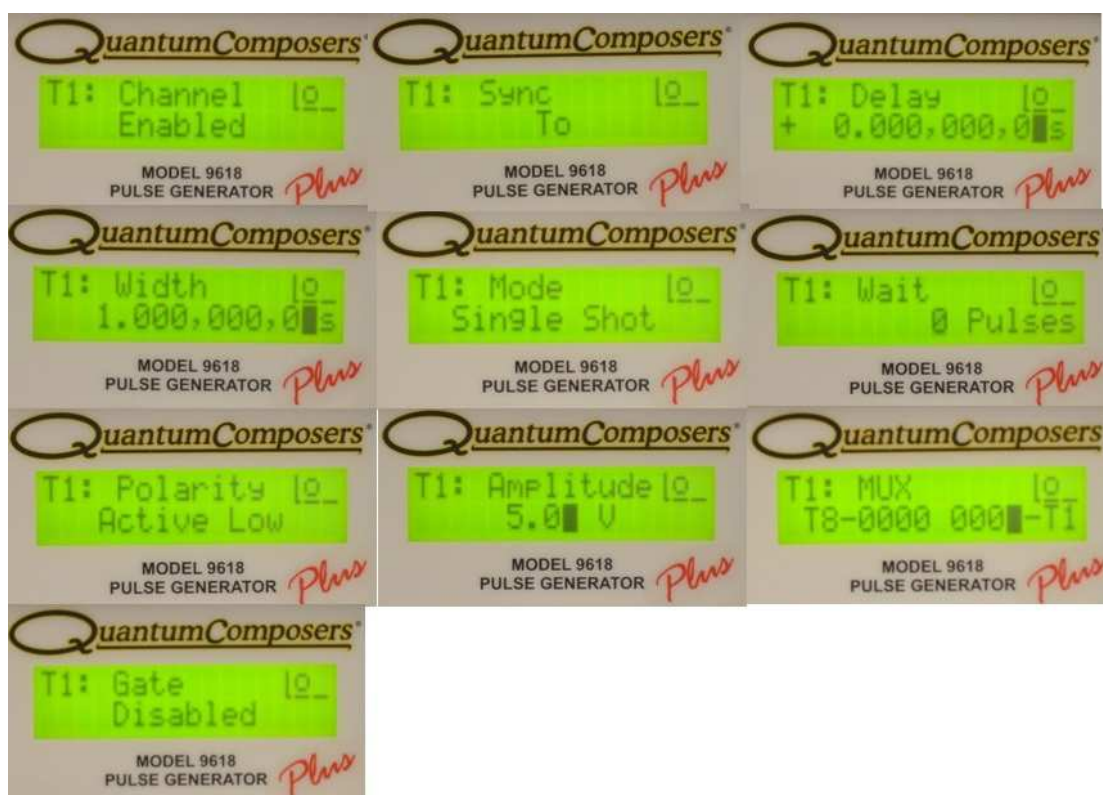 QuantumComposers®
T1: Channel
Enabled
MODEL 9618
PULSE GENERATOR Plus
QuantumComposers®
T1: Sync
To
MODEL 9618
PULSE GENERATOR Plus
QuantumComposers®
T1: Delay
+ 0.000,000,0 s
MODEL 9618
PULSE GENERATOR Plus
QuantumComposers®
T1: Width
1.000,000,0 s
MODEL 9618
PULSE GENERATOR Plus
QuantumComposers®
T1: Mode
Single Shot
MODEL 9618
PULSE GENERATOR Plus
QuantumComposers
T1: Wait
0 Pulses
MODEL 9618
PULSE GENERATOR Plus
QuantumComposers®
T1: Polarity
Active Low
MODEL 9618
PULSE GENERATOR Plus
QuantumComposers®
T1: Amplitude
5.0 V
MODEL 9618
PULSE GENERATOR Plus
QuantumComposers
T1: MUX
T8-0000 000 -T1
MODEL 9618
PULSE GENERATOR Plus
QuantumComposers®
T1: Gate
Disabled
MODEL 9618
PULSE GENERATOR Plus